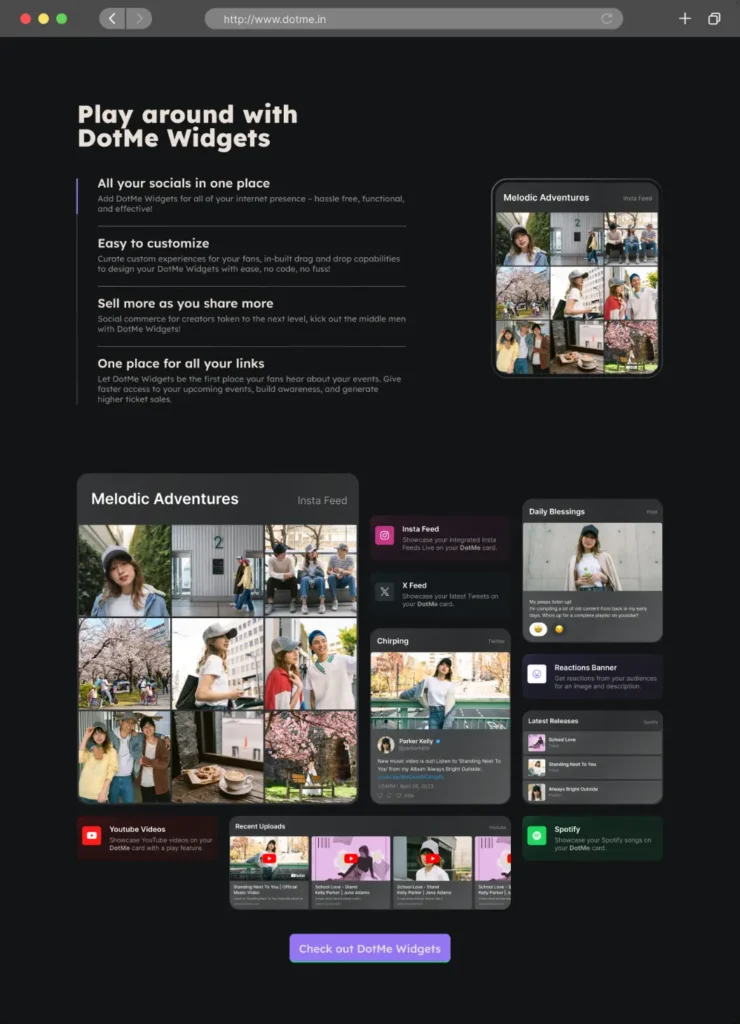 http://www.dotme.in
Play around with
DotMe Widgets
All your socials in one place
Add DotMe Widgets for all of your internet presence – hassle free, functional,
and effective!
Easy to customize
Curate custom experiences for your fans, in-built drag and drop capabilities
to design your DotMe Widgets with ease, no code, no fuss!
Sell more as you share more
Social commerce for creators taken to the next level, kick out the middle men
with DotMe Widgets!
One place for all your links
Let DotMe Widgets be the first place your fans hear about your events. Give
faster access to your upcoming events, build awareness, and generate
higher ticket sales.
Melodic Adventures
Insta Feed
2
Melodic Adventures
Insta Feed
2
Insta Feed
Showcase your integrated Insta
Feeds Live on your DotMe card.
X Feed
Showcase your latest Tweets on
your DotMe card.
Chirping
Twitter
Parker Kelly
New music video is out! Listen to 'Standing Next To
You' from my Album 'Always Bright Outside.'
Daily Blessings
Post
My peeps listen up!
I'm compiling a lot of old content from back in my early
days. Who's up for a complete playlist on youtube?
Reactions Banner
Get reactions from your audiences
for an image and description.
Latest Releases
Spotify
School Love
Standing Next To You
Always Bright Outside
Youtube Videos
Showcase YouTube videos on your
DotMe card with a play feature.
Recent Uploads
Youtube
Standing Next To You | Official
Music Video
School Love - Stand
Kelly Parker | June Adams
School Love - Stand
Kelly Parker | June Adams
School Love - S
Kelly Parker | J
Spotify
Showcase your Spotify songs on
your DotMe card.
Check out DotMe Widgets